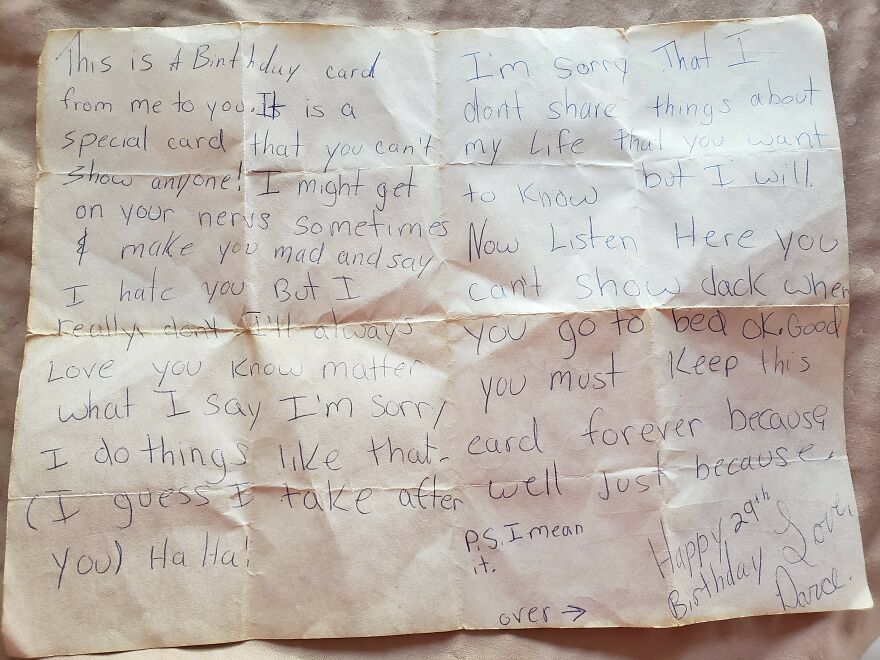 This is A Birthday card
from me to you. It is a
special card that you can't
show anyone! I might get
on your nervs sometimes
& make you mad and say
I hate you But I
really dont I'll always
Love you know matter
what I say I'm sorry
I do things like that.
(I guess I take after
you) Ha Ha!
I'm sorry That I
dont share things about
my Life that you want
to know but I will.
Now Listen Here you
can't show dack when
you go to bed ok. Good
you must Keep this
card forever because
well just because.
P.S. I mean
it.
over →
Happy 29th
Birthday
Love,